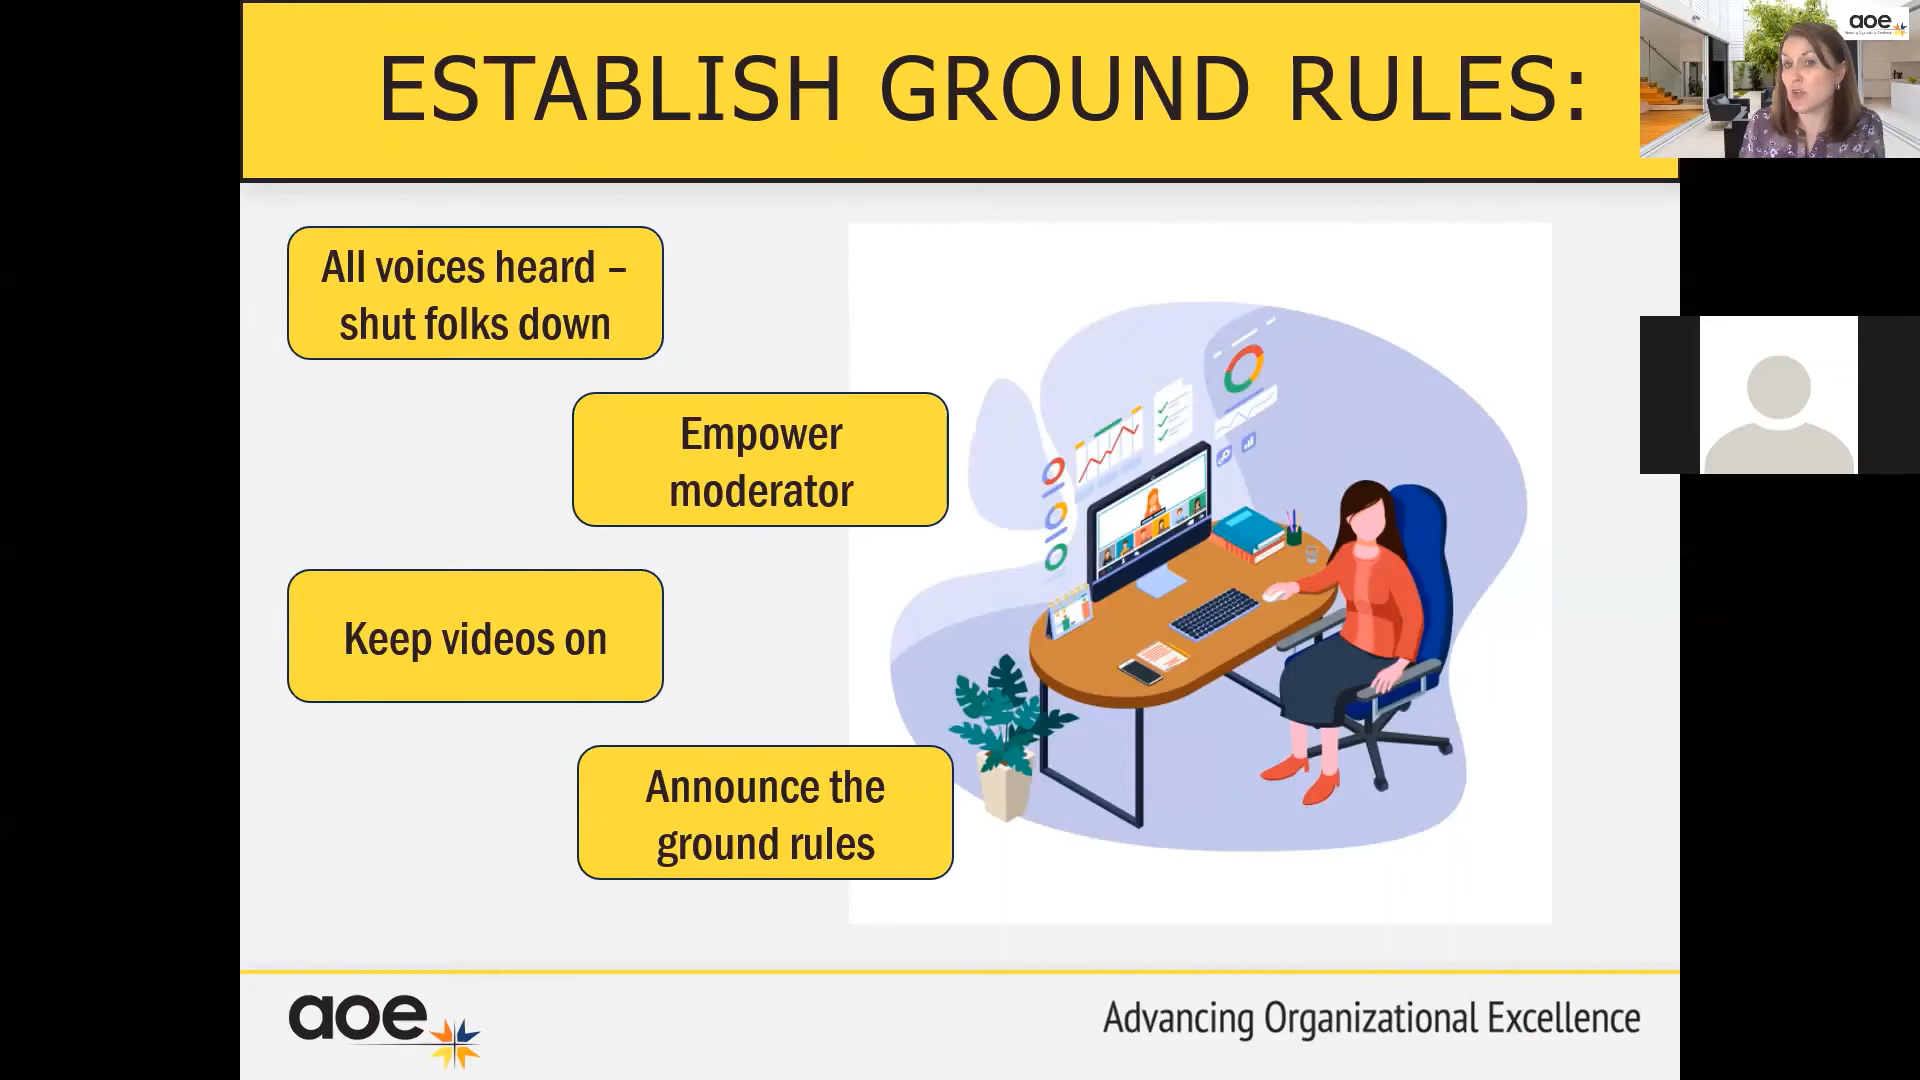 ESTABLISH GROUND RULES:
aoe
All voices heard –
shut folks down
Empower
moderator
Keep videos on
Announce the
ground rules
aoe
Advancing Organizational Excellence